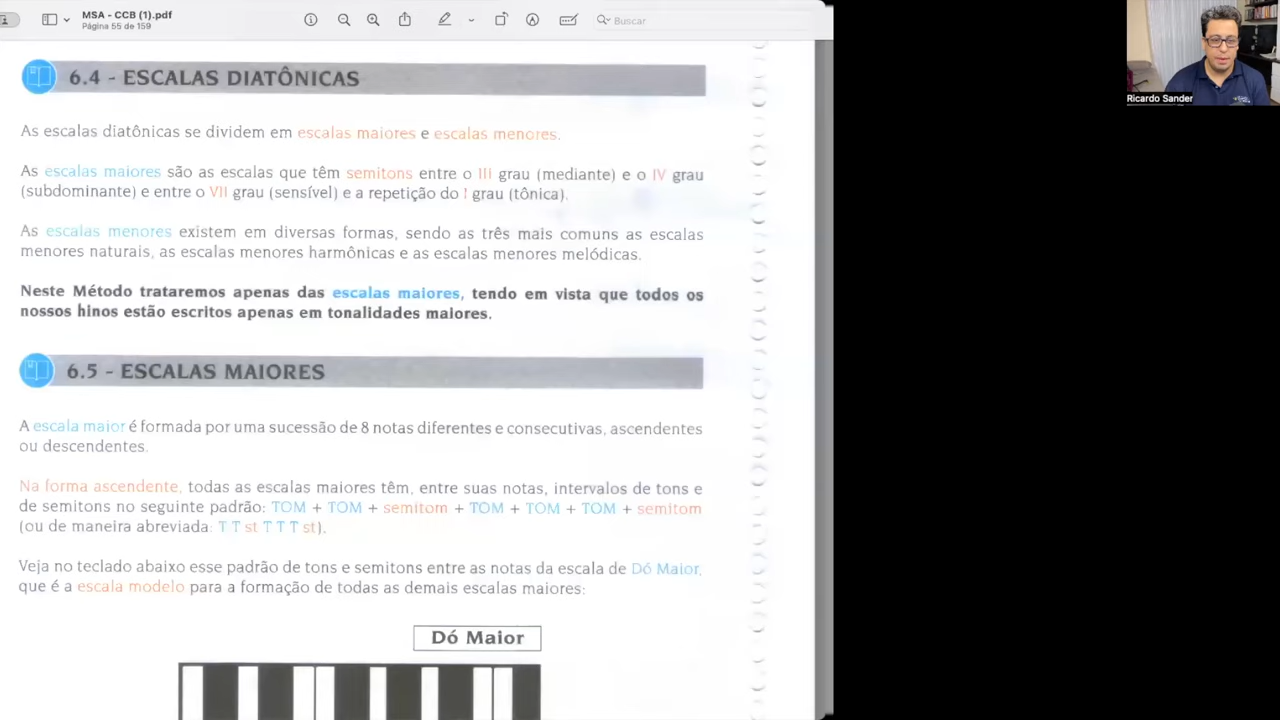 MSA - CCB (1).pdf
Página 55 de 159
Buscar
6.4 - ESCALAS DIATÔNICAS
As escalas diatônicas se dividem em escalas maiores e escalas menores.
As escalas maiores são as escalas que têm semitons entre o III grau (mediante) e o IV grau
(subdominante) e entre o VII grau (sensível) e a repetição do I grau (tônica).
As escalas menores existem em diversas formas, sendo as três mais comuns as escalas
menores naturais, as escalas menores harmônicas e as escalas menores melódicas.
Neste Método trataremos apenas das escalas maiores, tendo em vista que todos os
nossos hinos estão escritos apenas em tonalidades maiores.
6.5 - ESCALAS MAIORES
A escala maior é formada por uma sucessão de 8 notas diferentes e consecutivas, ascendentes
ou descendentes.
Na forma ascendente, todas as escalas maiores têm, entre suas notas, intervalos de tons e
de semitons no seguinte padrão: TOM + TOM + semitom + TOM + TOM + TOM + semitom
(ou de maneira abreviada: T T st T T T st).
Veja no teclado abaixo esse padrão de tons e semitons entre as notas da escala de Dó Maior,
que é a escala modelo para a formação de todas as demais escalas maiores:
Dó Maior
Ricardo Sander